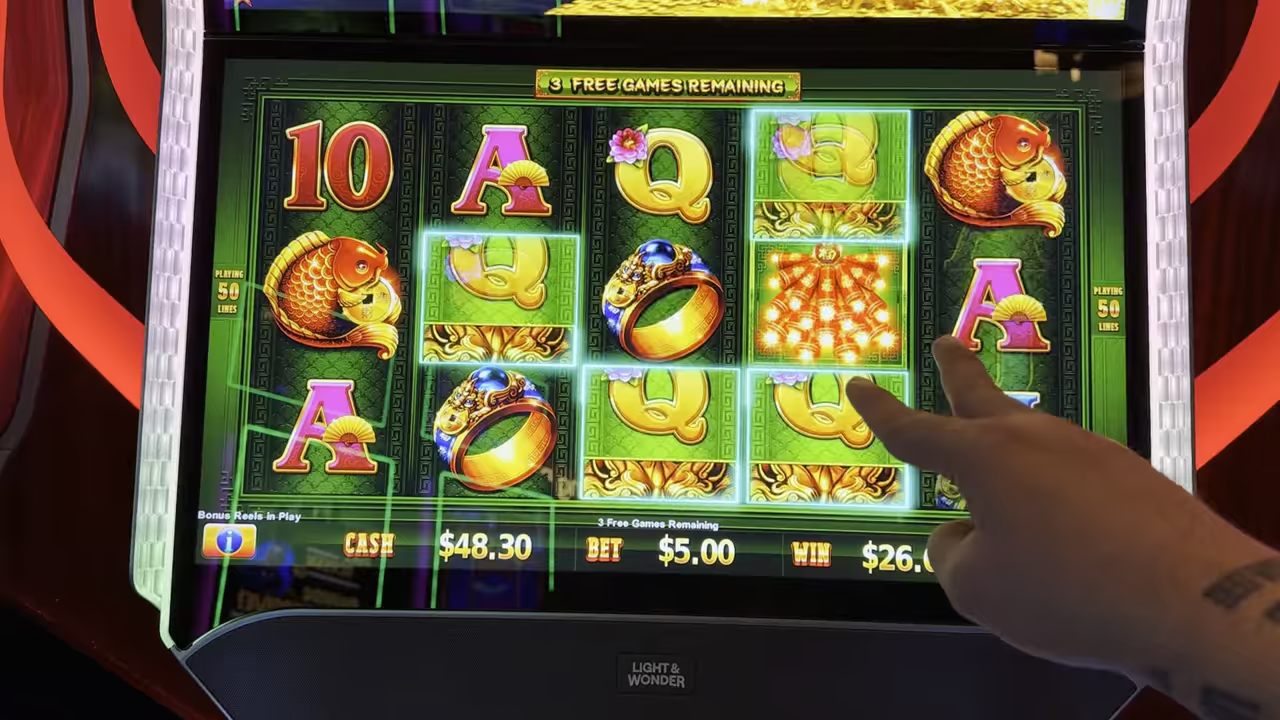 3 FREE GAMES REMAINING
10 A Q Q
Q A
A Q Q
PLAYING
50
LINES
PLAYING
50
LINES
Bonus Reels in Play
3 Free Games Remaining
CASH $48.30 BET $5.00 WIN $26.
LIGHT &
WONDER